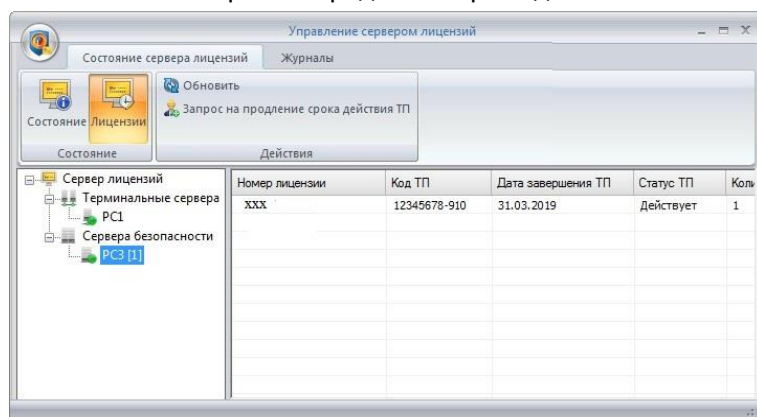 Управление сервером лицензий
Состояние сервера лицензий Журналы
Обновить
Запрос на продление срока действия ТП
Состояние Лицензии
Состояние Действия
Сервер лицензий
Терминальные сервера
PC1
Сервера безопасности
PC3 [1]
Номер лицензии Код ТП Дата завершения ТП Статус ТП Коли
XXX 12345678-910 31.03.2019 Действует 1